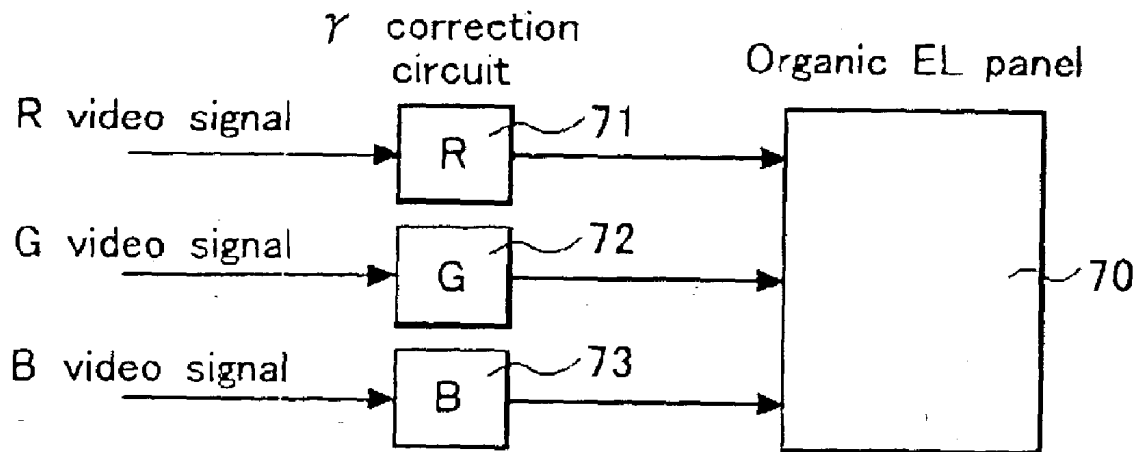 γ correction
circuit
Organic EL panel
R video signal
R
71
G video signal
G
72
70
B video signal
B
73